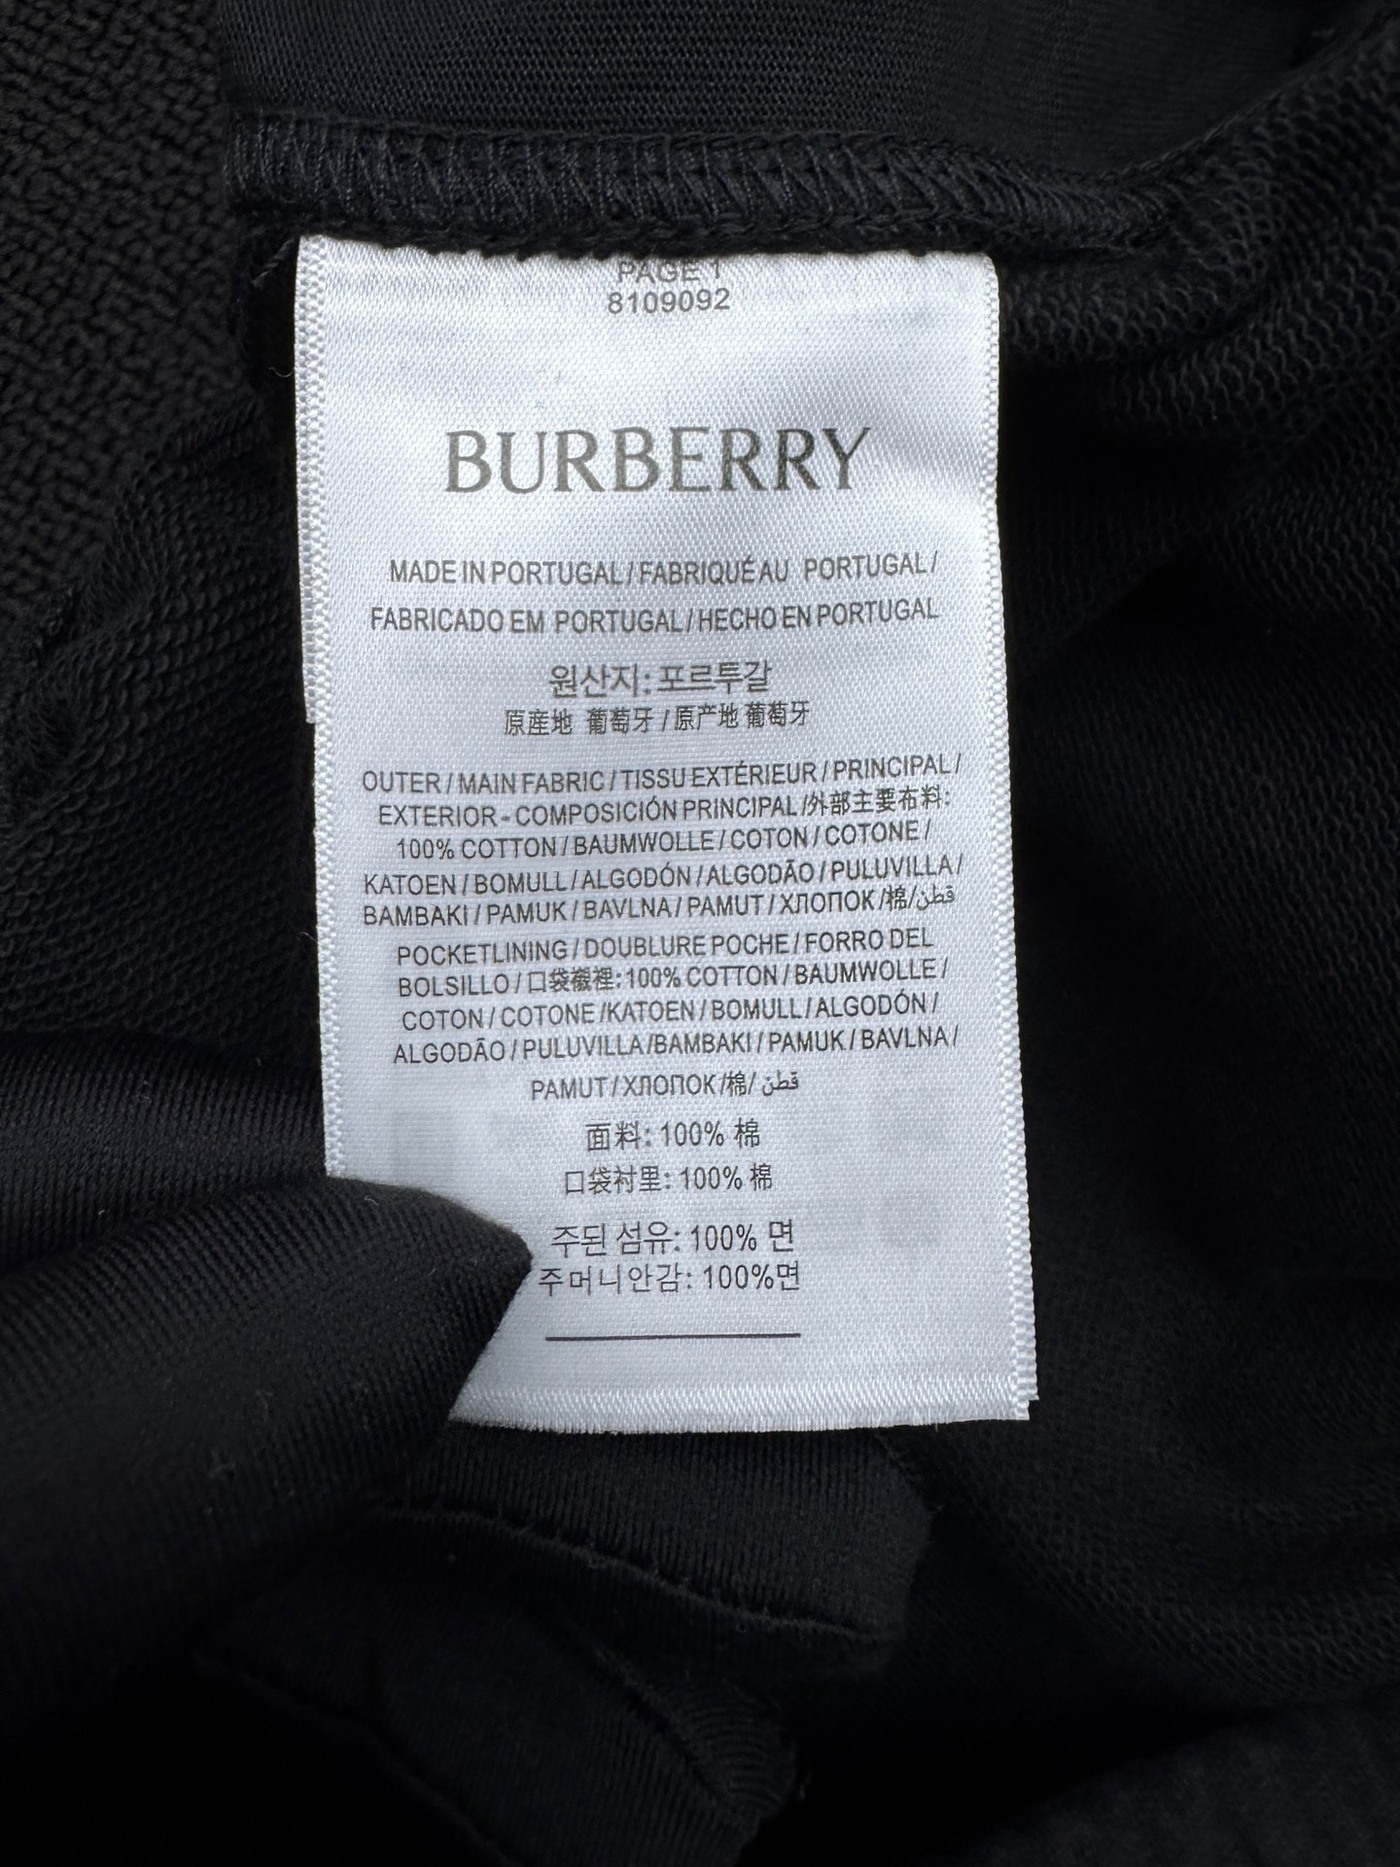 PAGE 1
8109092
BURBERRY
MADE IN PORTUGAL / FABRIQUÉ AU PORTUGAL /
FABRICADO EM PORTUGAL / HECHO EN PORTUGAL
원산지: 포르투갈
原産地 葡萄牙 / 原产地 葡萄牙
OUTER / MAIN FABRIC / TISSU EXTÉRIEUR / PRINCIPAL /
EXTERIOR - COMPOSICIÓN PRINCIPAL /外部主要布料:
100% COTTON / BAUMWOLLE / COTON / COTONE /
KATOEN / BOMULL / ALGODÓN / ALGODÃO / PULUVILLA /
BAMBAKI / PAMUK / BAVLNA / PAMUT / ХЛОПОК /棉/ قطن
POCKETLINING / DOUBLURE POCHE / FORRO DEL
BOLSILLO / 口袋襯裡: 100% COTTON / BAUMWOLLE /
COTON / COTONE /KATOEN / BOMULL / ALGODÓN /
ALGODÃO / PULUVILLA /BAMBAKI / PAMUK / BAVLNA /
PAMUT / ХЛОПОК /棉/ قطن
面料: 100% 棉
口袋衬里: 100% 棉
주된 섬유: 100% 면
주머니안감: 100%면